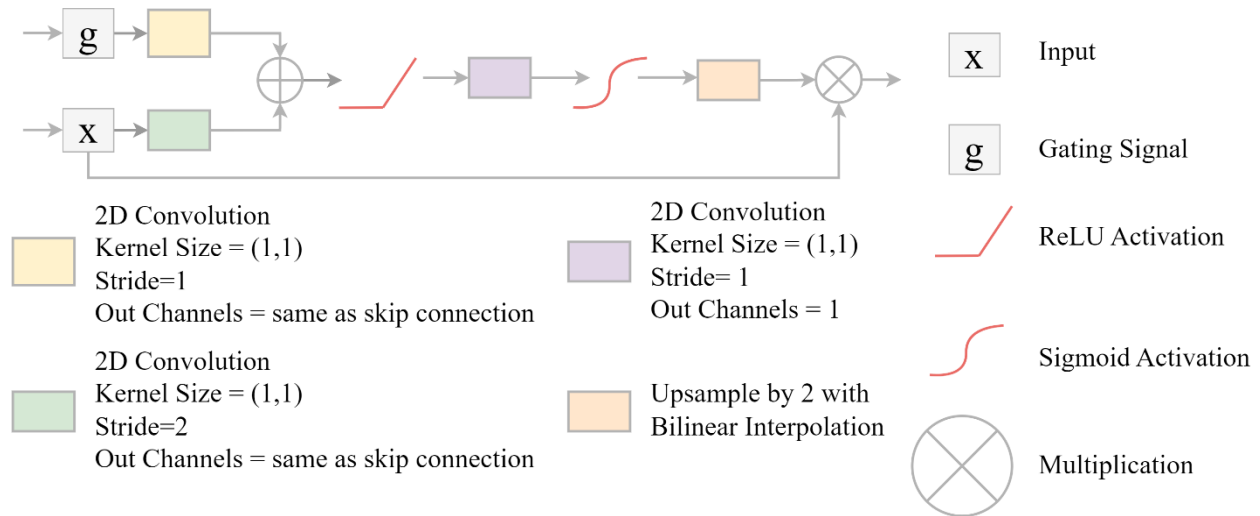 g
x
x
Input
g
Gating Signal
ReLU Activation
Sigmoid Activation
Multiplication
2D Convolution
Kernel Size = (1,1)
Stride=1
Out Channels = same as skip connection
2D Convolution
Kernel Size = (1,1)
Stride=2
Out Channels = same as skip connection
2D Convolution
Kernel Size = (1,1)
Stride= 1
Out Channels = 1
Upsample by 2 with
Bilinear Interpolation